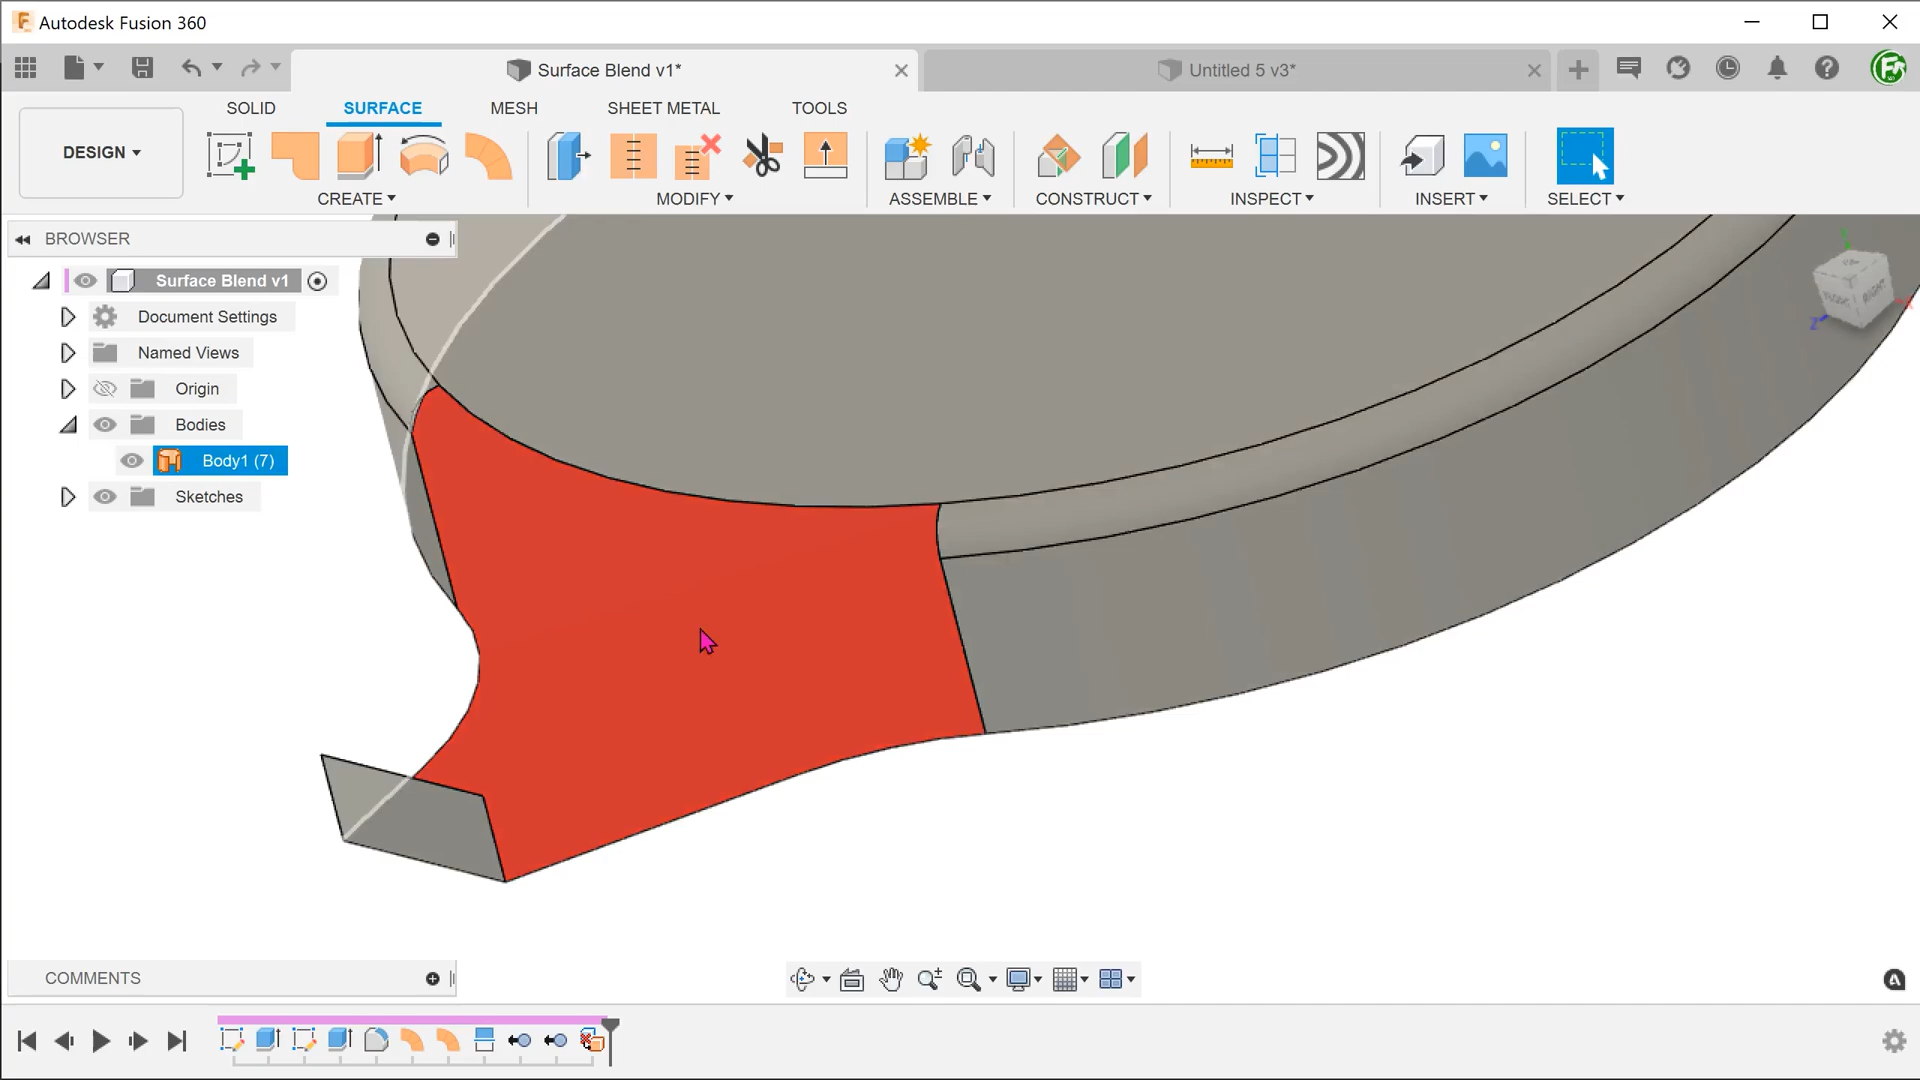 Autodesk Fusion 360
Surface Blend v1*
Untitled 5 v3*
SOLID
SURFACE
MESH
SHEET METAL
TOOLS
DESIGN
CREATE
MODIFY
ASSEMBLE
CONSTRUCT
INSPECT
INSERT
SELECT
BROWSER
Surface Blend v1
Document Settings
Named Views
Origin
Bodies
Body1 (7)
Sketches
RIGHT
Z
COMMENTS